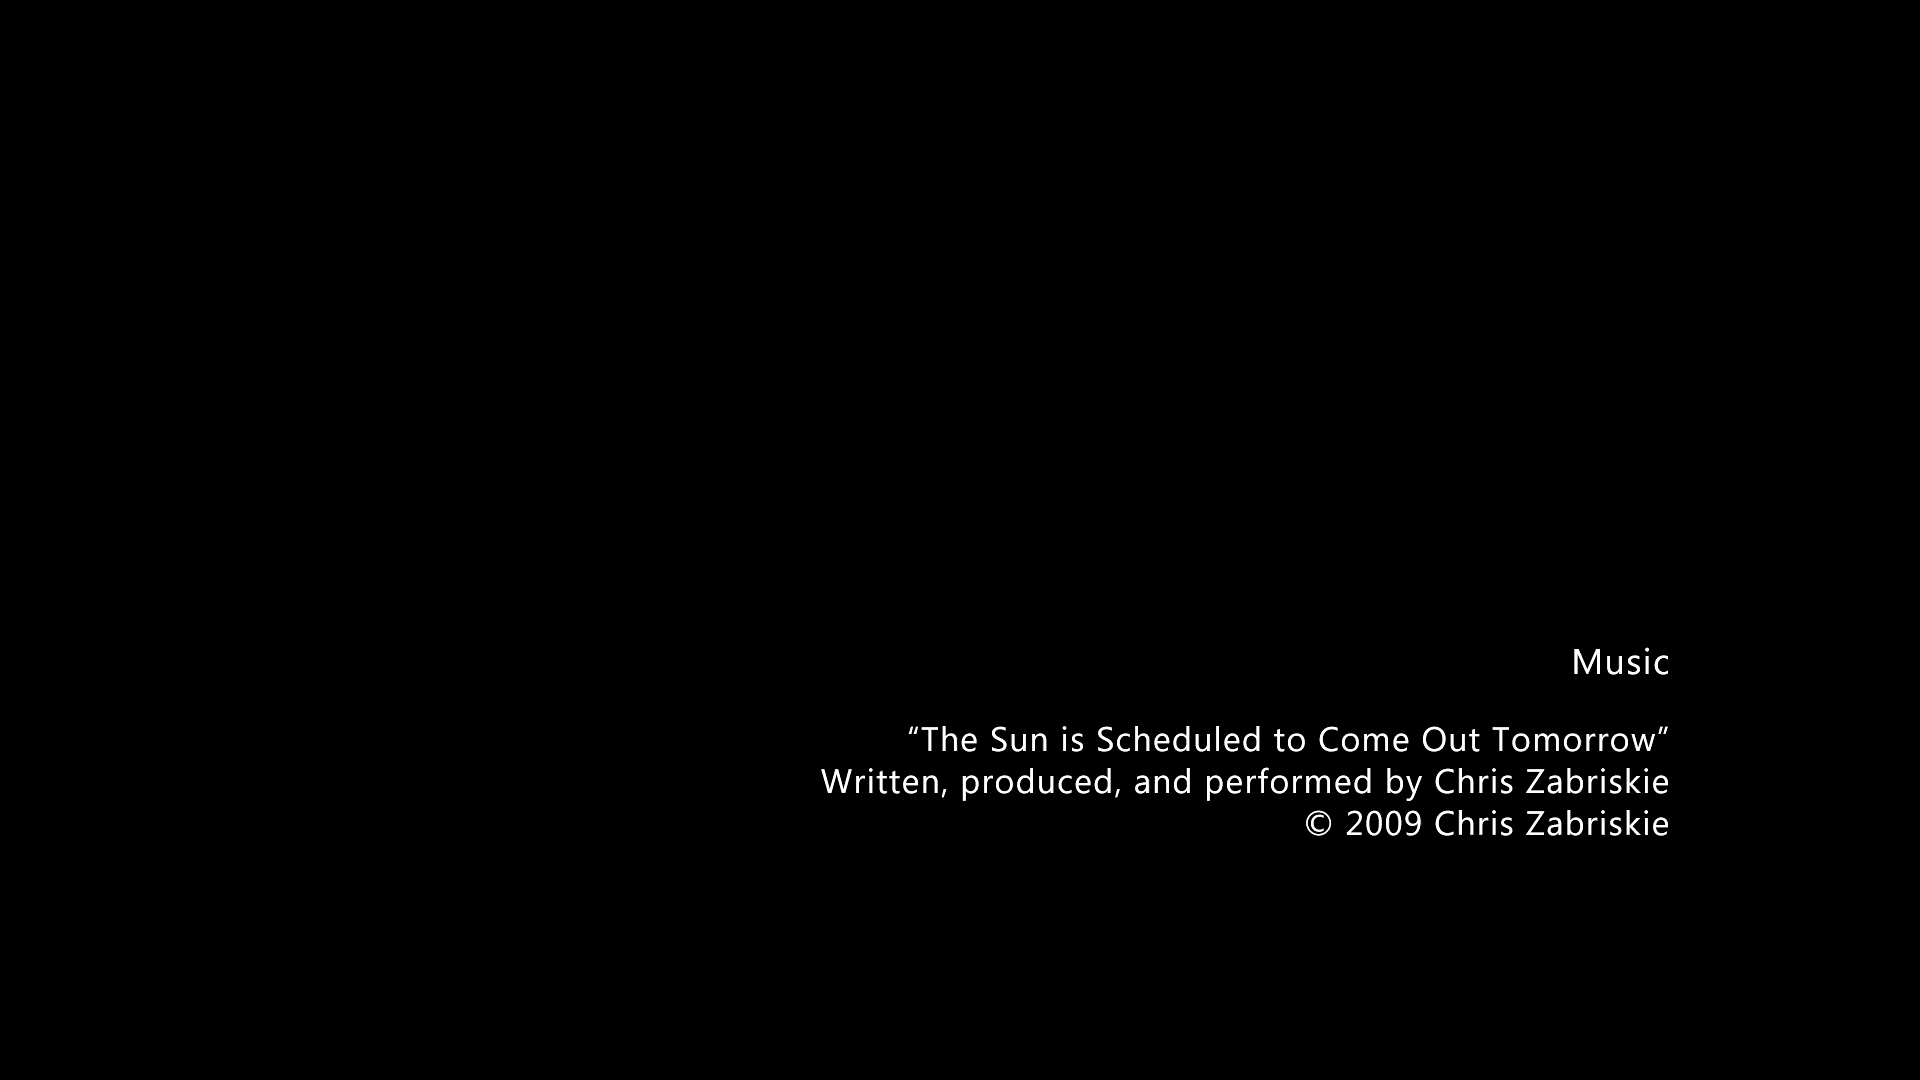 Music
“The Sun is Scheduled to Come Out Tomorrow”
Written, produced, and performed by Chris Zabriskie
© 2009 Chris Zabriskie